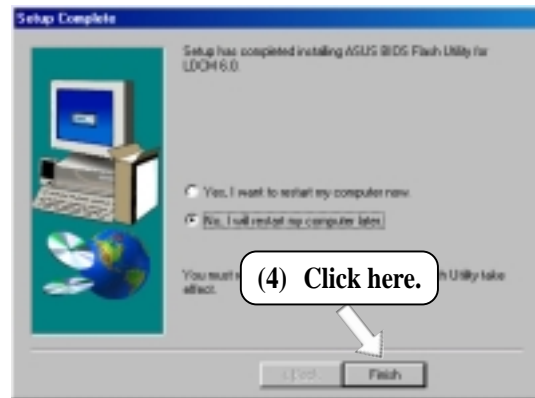 Setup Complete
Setup has completed installing ASUS BIOS Flash Utility for
LDCM 6.0.
Yes, I want to restart my computer now.
No, I will restart my computer later.
You must
h Utility take
effect.
(4) Click here.
Finish